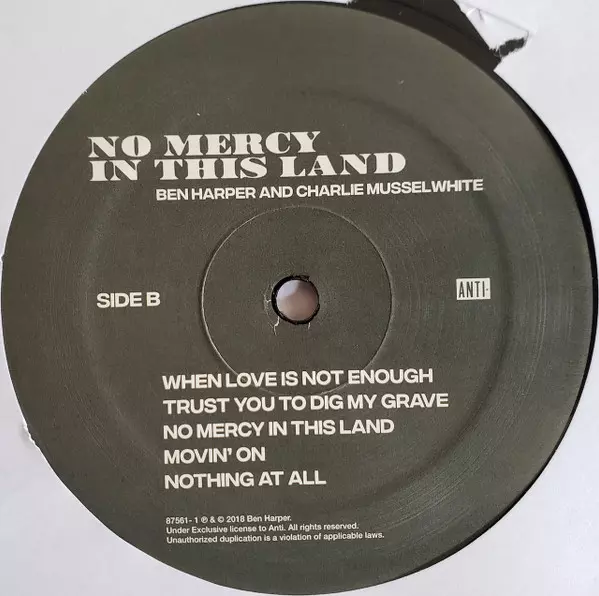 NO MERCY
IN THIS LAND
BEN HARPER AND CHARLIE MUSSELWHITE
SIDE B
ANTI-
WHEN LOVE IS NOT ENOUGH
TRUST YOU TO DIG MY GRAVE
NO MERCY IN THIS LAND
MOVIN' ON
NOTHING AT ALL
87561- 1 ℗ & © 2018 Ben Harper.
Under Exclusive license to Anti. All rights reserved.
Unauthorized duplication is a violation of applicable laws.